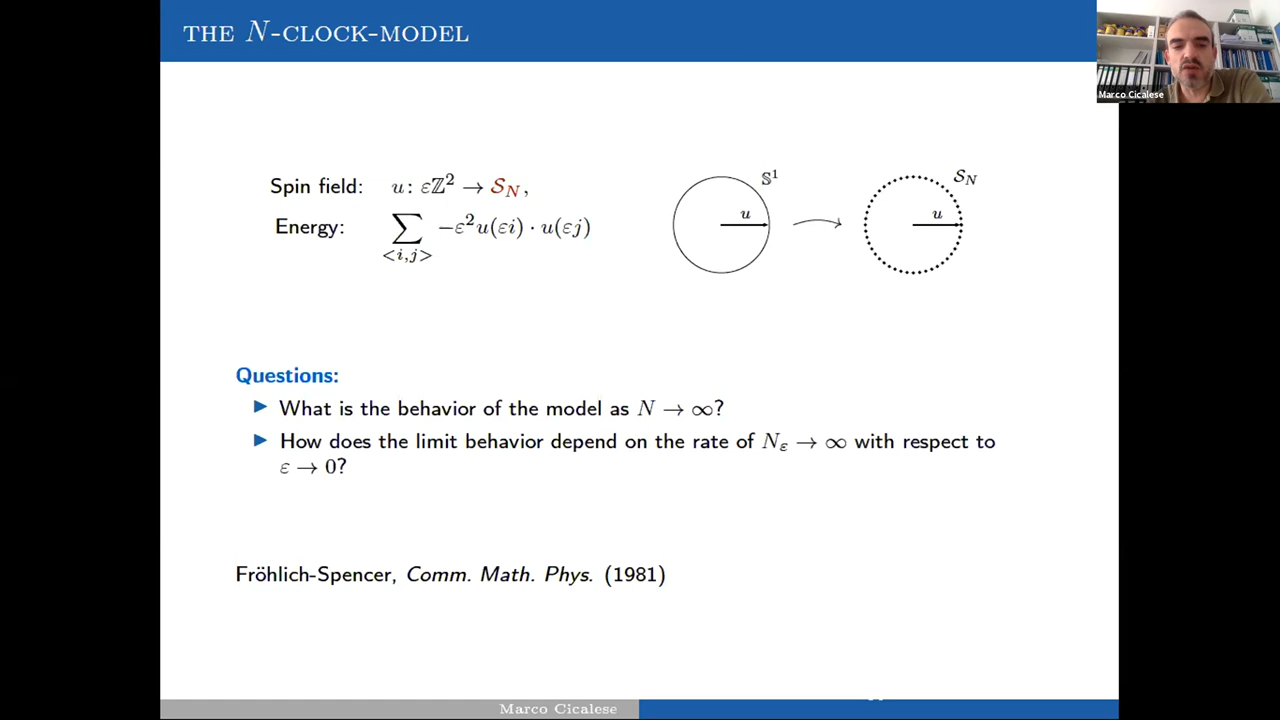 THE N-CLOCK-MODEL
Marco Cicalese
Spin field: u: εℤ² → 𝒮_N,
Energy: ∑_{<i,j>} −ε²u(εi) · u(εj)
𝕊¹
u
𝒮_N
u
Questions:
▶ What is the behavior of the model as N → ∞?
▶ How does the limit behavior depend on the rate of N_ε → ∞ with respect to
ε → 0?
Fröhlich-Spencer, Comm. Math. Phys. (1981)
Marco Cicalese